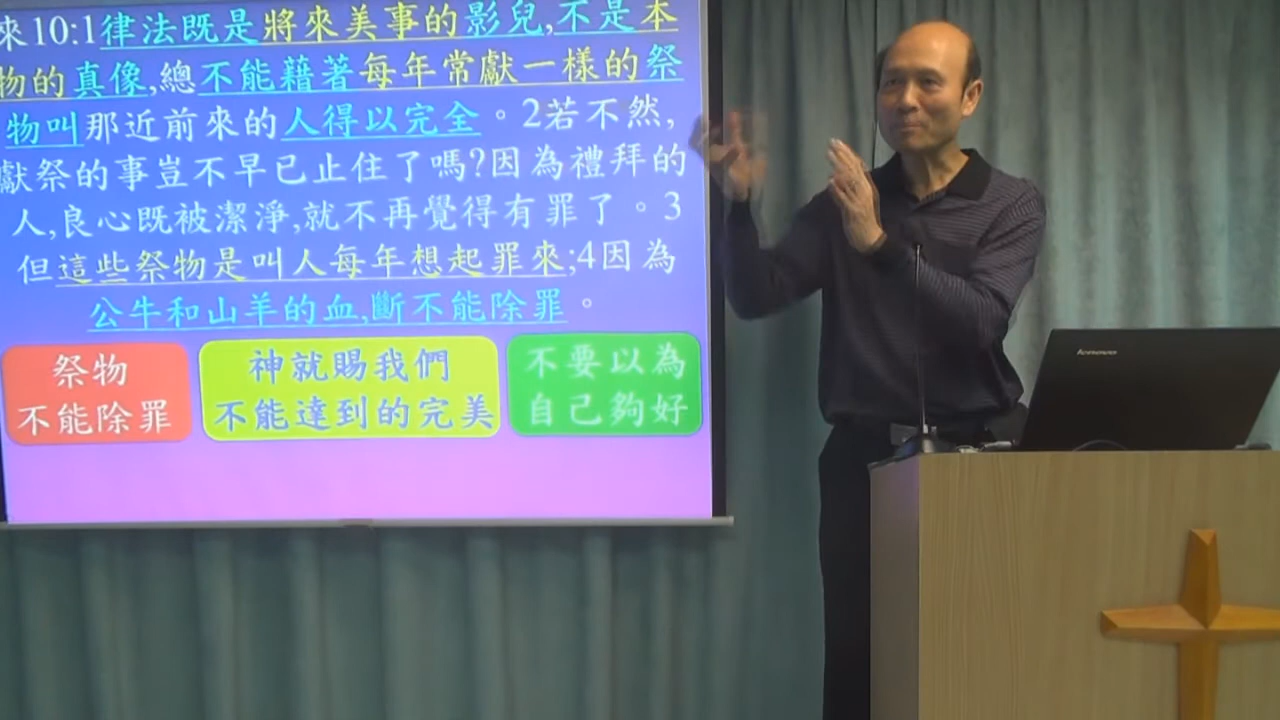 來10:1律法既是將來美事的影兒,不是本
物的真像,總不能藉著每年常獻一樣的祭
物叫那近前來的人得以完全。2若不然,
獻祭的事豈不早已止住了嗎?因為禮拜的
人,良心既被潔淨,就不再覺得有罪了。3
但這些祭物是叫人每年想起罪來;4因為
公牛和山羊的血,斷不能除罪。
祭物
不能除罪
神就賜我們
不能達到的完美
不要以為
自己夠好
lenovo